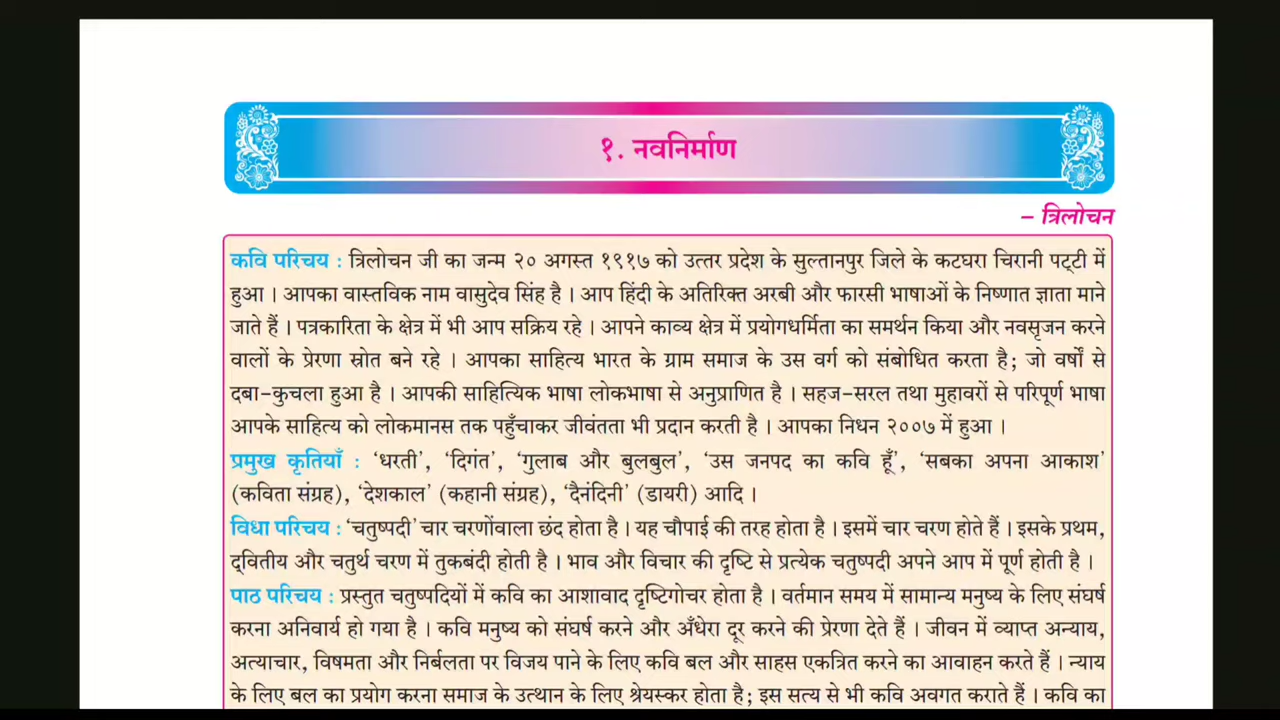 १. नवनिर्माण
– त्रिलोचन
कवि परिचय : त्रिलोचन जी का जन्म २० अगस्त १९१७ को उत्तर प्रदेश के सुल्तानपुर जिले के कटघरा चिरानी पट्‌टी में
हुआ । आपका वास्तविक नाम वासुदेव सिंह है । आप हिंदी के अतिरिक्त अरबी और फारसी भाषाओं के निष्णात ज्ञाता माने
जाते हैं । पत्रकारिता के क्षेत्र में भी आप सक्रिय रहे । आपने काव्य क्षेत्र में प्रयोगधर्मिता का समर्थन किया और नवसृजन करने
वालों के प्रेरणा स्रोत बने रहे । आपका साहित्य भारत के ग्राम समाज के उस वर्ग को संबोधित करता है; जो वर्षों से
दबा-कुचला हुआ है । आपकी साहित्यिक भाषा लोकभाषा से अनुप्राणित है । सहज-सरल तथा मुहावरों से परिपूर्ण भाषा
आपके साहित्य को लोकमानस तक पहुँचाकर जीवंतता भी प्रदान करती है । आपका निधन २००७ में हुआ ।
प्रमुख कृतियाँ : ‘धरती’, ‘दिगंत’, ‘गुलाब और बुलबुल’, ‘उस जनपद का कवि हूँ’, ‘सबका अपना आकाश’
(कविता संग्रह), ‘देशकाल’ (कहानी संग्रह), ‘दैनंदिनी’ (डायरी) आदि ।
विधा परिचय : ‘चतुष्पदी’ चार चरणोंवाला छंद होता है । यह चौपाई की तरह होता है । इसमें चार चरण होते हैं । इसके प्रथम,
द्‌वितीय और चतुर्थ चरण में तुकबंदी होती है । भाव और विचार की दृष्टि से प्रत्येक चतुष्पदी अपने आप में पूर्ण होती है ।
पाठ परिचय : प्रस्तुत चतुष्पदियों में कवि का आशावाद दृष्टिगोचर होता है । वर्तमान समय में सामान्य मनुष्य के लिए संघर्ष
करना अनिवार्य हो गया है । कवि मनुष्य को संघर्ष करने और अँधेरा दूर करने की प्रेरणा देते हैं । जीवन में व्याप्त अन्याय,
अत्याचार, विषमता और निर्बलता पर विजय पाने के लिए कवि बल और साहस एकत्रित करने का आवाहन करते हैं । न्याय
के लिए बल का प्रयोग करना समाज के उत्थान के लिए श्रेयस्कर होता है; इस सत्य से भी कवि अवगत कराते हैं । कवि का